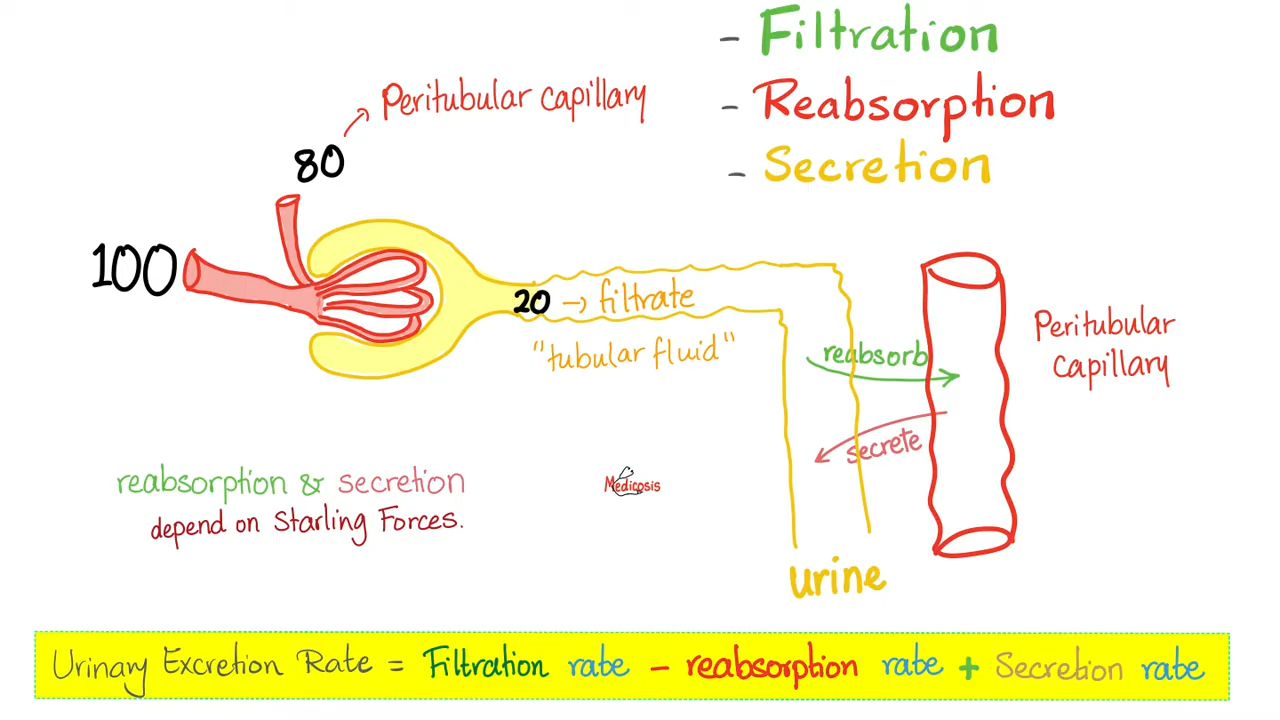 - Filtration
- Reabsorption
- Secretion
Peritubular capillary
80
100
20 → filtrate
"tubular fluid"
reabsorb
secrete
Peritubular
capillary
reabsorption & secretion
depend on Starling Forces.
Medicosis
urine
Urinary Excretion Rate = Filtration rate - reabsorption rate + Secretion rate